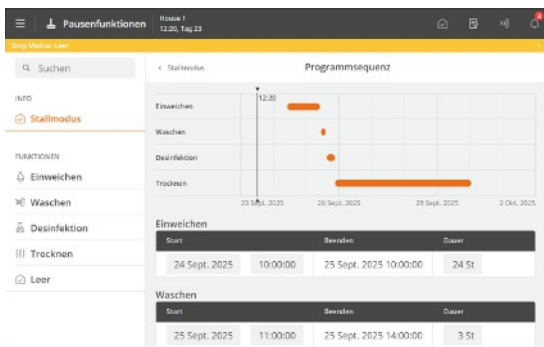 Pausenfunktionen
House 1
12:20, Tag 23
Stop Modus: Leer
Suchen
INFO
Stallmodus
FUNKTIONEN
Einweichen
Waschen
Desinfektion
Trocknen
Leer
‹ Stallmodus
Programmsequenz
12:20
Einweichen
Waschen
Desinfektion
Trocknen
23 Sept. 2025 26 Sept. 2025 29 Sept. 2025 2 Okt. 2025
Einweichen
Start Beenden Dauer
24 Sept. 2025 10:00:00 25 Sept. 2025 10:00:00 24 St
Waschen
Start Beenden Dauer
25 Sept. 2025 11:00:00 25 Sept. 2025 14:00:00 3 St